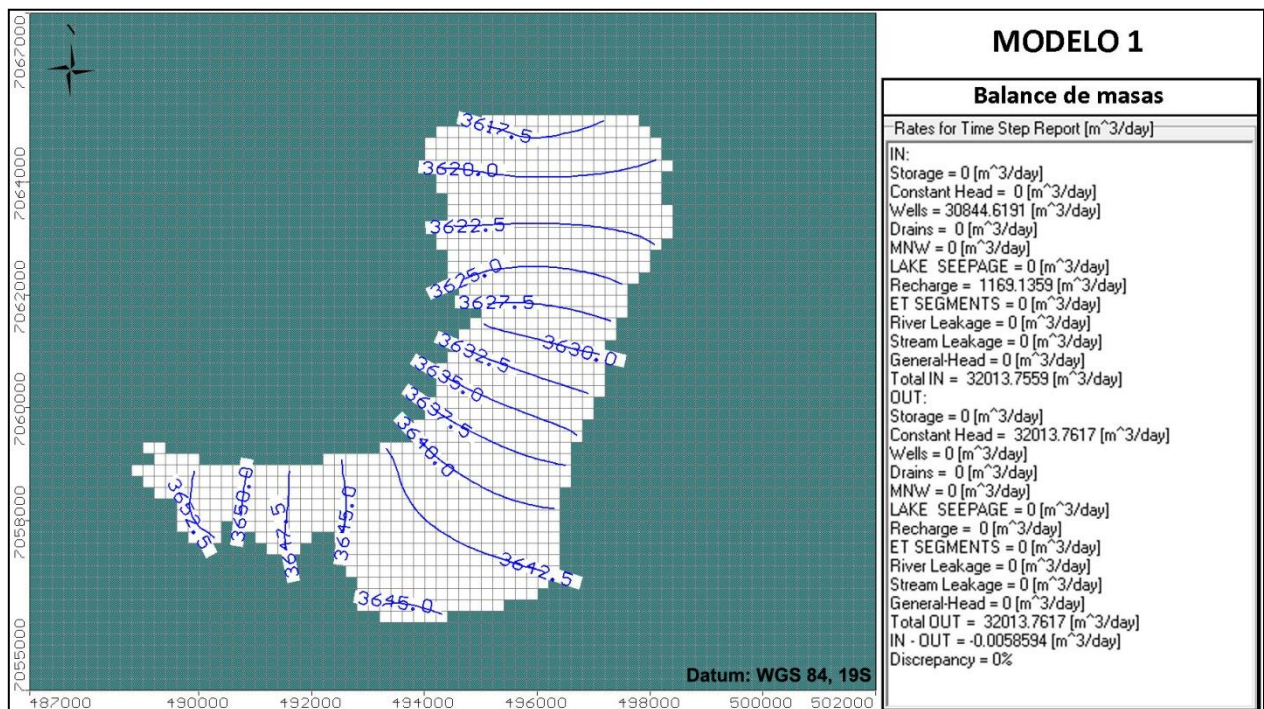 MODELO 1
Balance de masas
Rates for Time Step Report [m^3/day]
IN:
Storage = 0 [m^3/day]
Constant Head = 0 [m^3/day]
Wells = 30844.6191 [m^3/day]
Drains = 0 [m^3/day]
MNW = 0 [m^3/day]
LAKE SEEPAGE = 0 [m^3/day]
Recharge = 1169.1359 [m^3/day]
ET SEGMENTS = 0 [m^3/day]
River Leakage = 0 [m^3/day]
Stream Leakage = 0 [m^3/day]
General-Head = 0 [m^3/day]
Total IN = 32013.7559 [m^3/day]
OUT:
Storage = 0 [m^3/day]
Constant Head = 32013.7617 [m^3/day]
Wells = 0 [m^3/day]
Drains = 0 [m^3/day]
MNW = 0 [m^3/day]
LAKE SEEPAGE = 0 [m^3/day]
Recharge = 0 [m^3/day]
ET SEGMENTS = 0 [m^3/day]
River Leakage = 0 [m^3/day]
Stream Leakage = 0 [m^3/day]
General-Head = 0 [m^3/day]
Total OUT = 32013.7617 [m^3/day]
IN - OUT = -0.0058594 [m^3/day]
Discrepancy = 0%
7067000
7064000
7062000
7060000
7058000
7055000
3617.5
3620.0
3622.5
3625.0
3627.5
3630.0
3632.5
3635.0
3637.5
3640.0
3652.5
3650.0
3647.5
3645.0
3642.5
3645.0
Datum: WGS 84, 19S
487000
490000
492000
494000
496000
498000
500000
502000